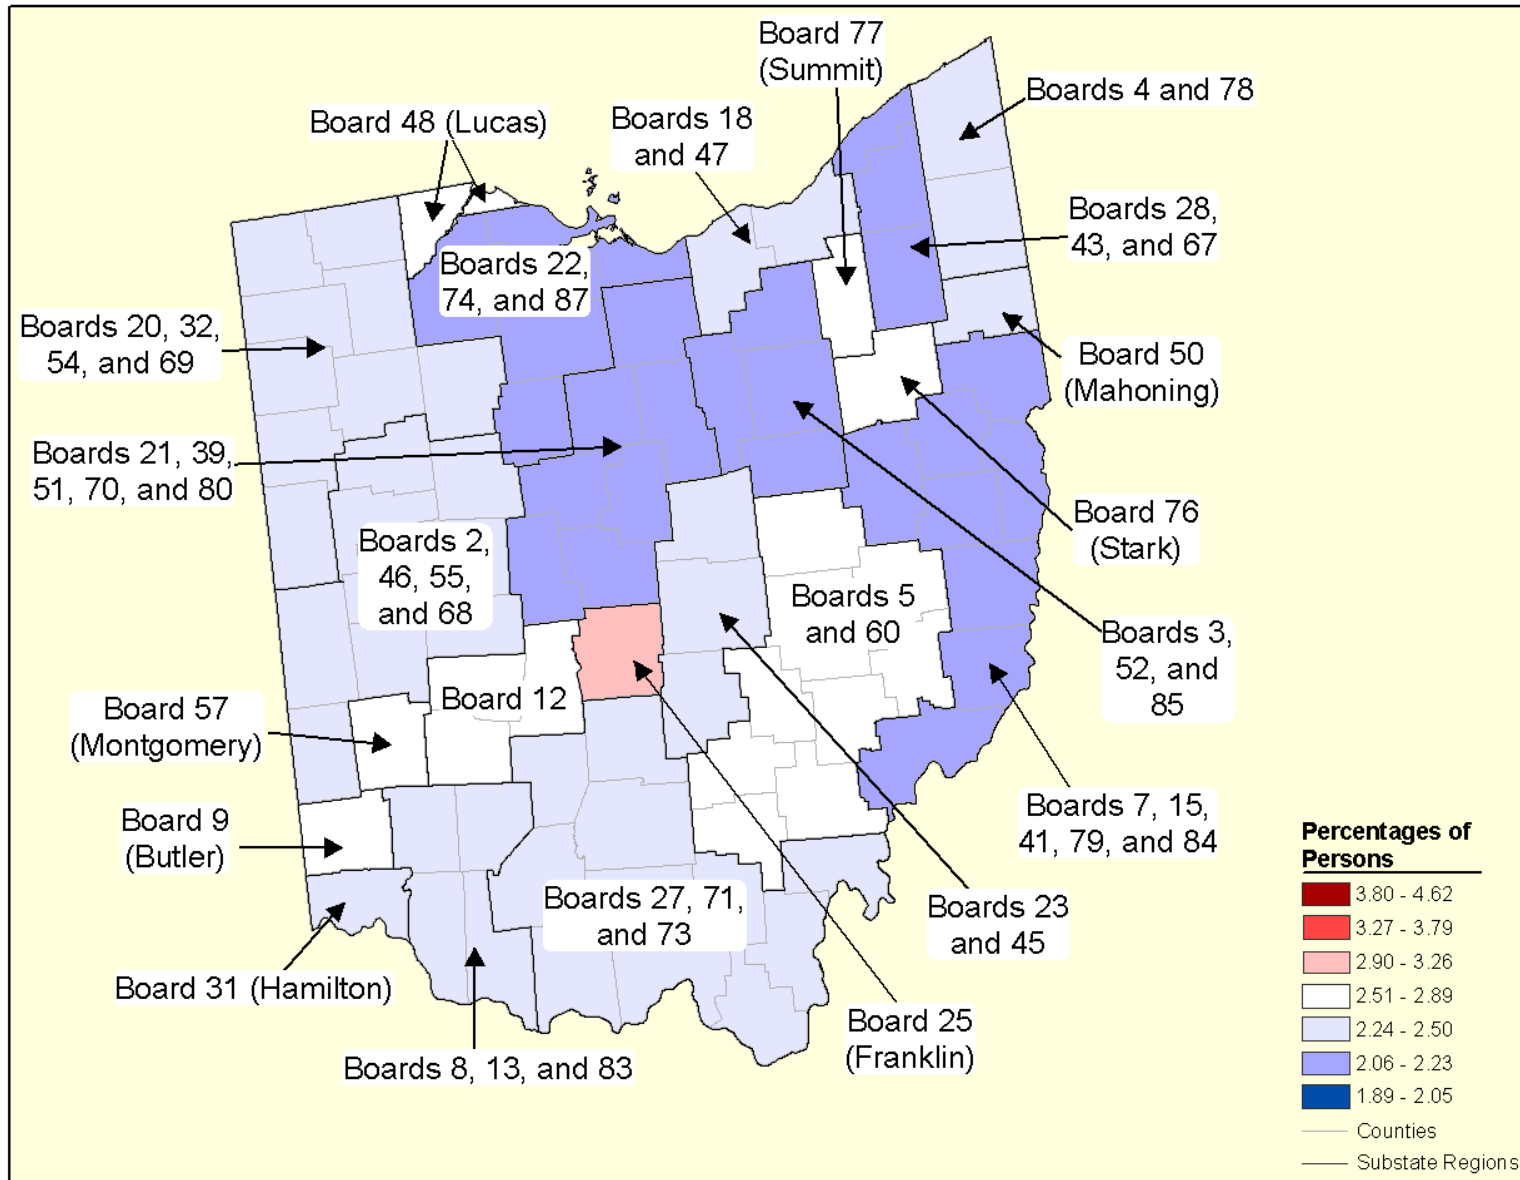 Board 77
(Summit)
Boards 4 and 78
Board 48 (Lucas)
Boards 18
and 47
Boards 28,
43, and 67
Boards 22,
74, and 87
Boards 20, 32,
54, and 69
Board 50
(Mahoning)
Boards 21, 39,
51, 70, and 80
Board 76
(Stark)
Boards 2,
46, 55,
and 68
Boards 5
and 60
Boards 3,
52, and
85
Board 12
Board 57
(Montgomery)
Boards 7, 15,
41, 79, and 84
Board 9
(Butler)
Boards 27, 71,
and 73
Boards 23
and 45
Board 31 (Hamilton)
Board 25
(Franklin)
Boards 8, 13, and 83
Percentages of
Persons
3.80 - 4.62
3.27 - 3.79
2.90 - 3.26
2.51 - 2.89
2.24 - 2.50
2.06 - 2.23
1.89 - 2.05
Counties
Substate Regions